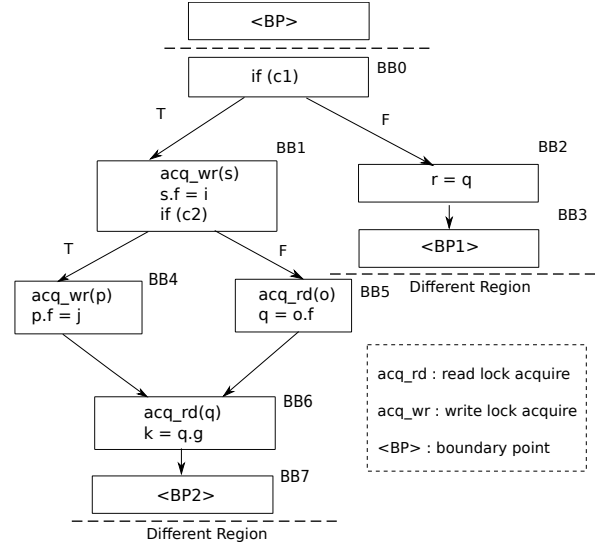 <BP>
BB0
if (c1)
T
F
BB1
BB2
acq_wr(s)
s.f = i
if (c2)
r = q
BB3
<BP1>
T
F
Different Region
BB4
BB5
acq_wr(p)
p.f = j
acq_rd(o)
q = o.f
acq_rd : read lock acquire
acq_wr : write lock acquire
<BP> : boundary point
BB6
acq_rd(q)
k = q.g
BB7
<BP2>
Different Region